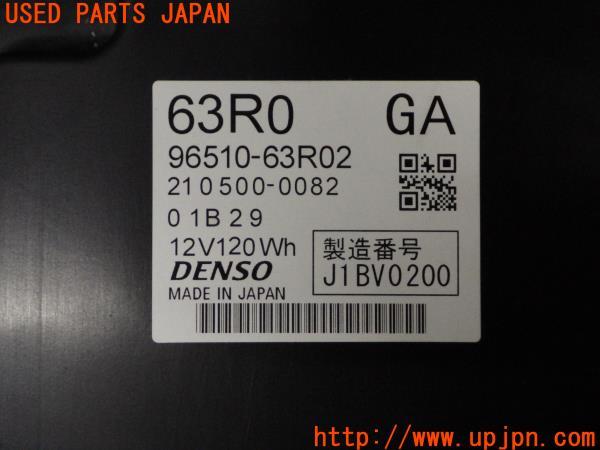 USED PARTS JAPAN
63R0 GA
96510-63R02
210500-0082
01B29
12V120Wh
DENSO
MADE IN JAPAN
製造番号
J1BV0200
http://www.upjpn.com